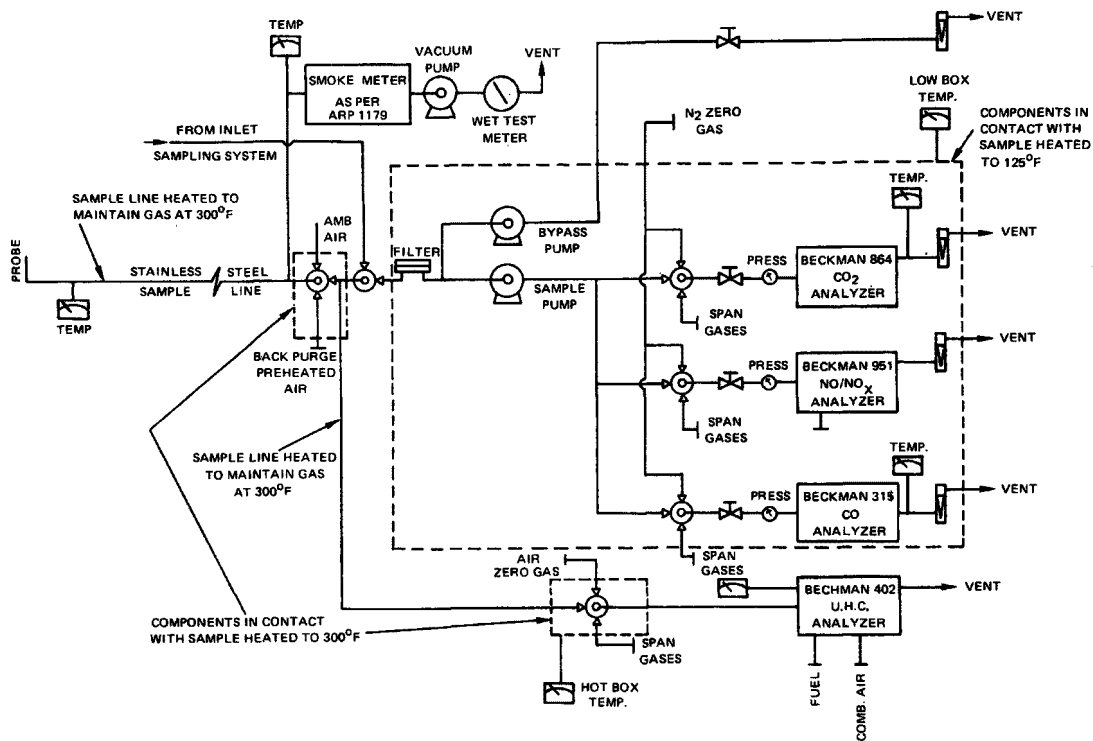 TEMP
VACUUM
PUMP
VENT
SMOKE METER
AS PER
ARP 1179
WET TEST
METER
VENT
LOW BOX
TEMP.
COMPONENTS IN
CONTACT WITH
SAMPLE HEATED
TO 125°F
N2 ZERO
GAS
FROM INLET
SAMPLING SYSTEM
SAMPLE LINE HEATED TO
MAINTAIN GAS AT 300°F
AMB
AIR
FILTER
BYPASS
PUMP
TEMP.
VENT
PROBE
STAINLESS STEEL
SAMPLE LINE
TEMP
SAMPLE
PUMP
PRESS
BECKMAN 864
CO2
ANALYZER
SPAN
GASES
BACK PURGE
PREHEATED
AIR
VENT
PRESS
BECKMAN 951
NO/NOX
ANALYZER
SPAN
GASES
SAMPLE LINE HEATED
TO MAINTAIN GAS
AT 300°F
TEMP.
VENT
PRESS
BECKMAN 315
CO
ANALYZER
SPAN
GASES
AIR
ZERO GAS
BECHMAN 402
U.H.C.
ANALYZER
VENT
COMPONENTS IN CONTACT
WITH SAMPLE HEATED TO 300°F
SPAN
GASES
HOT BOX
TEMP.
FUEL
COMB. AIR